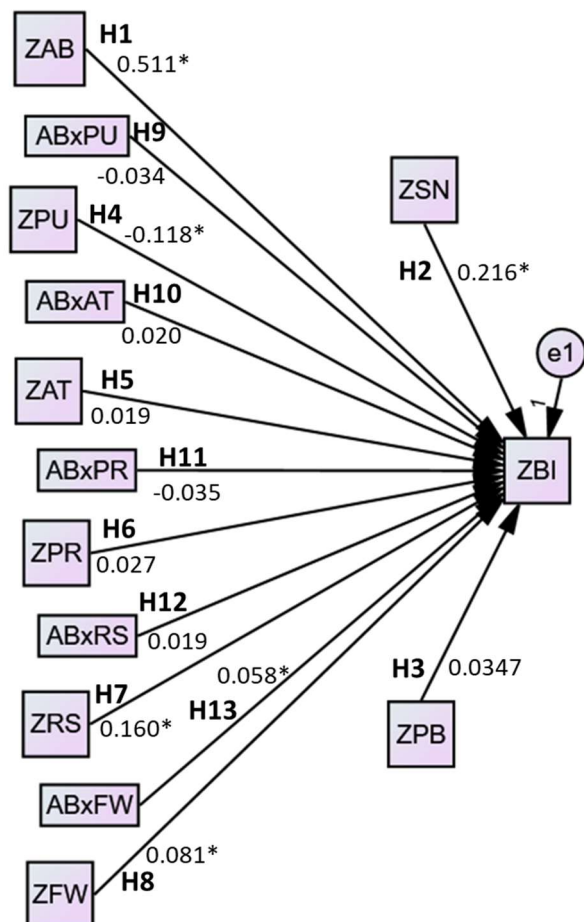 ZAB
H1
0.511*
ABxPU
H9
-0.034
ZPU
H4
-0.118*
ABxAT
H10
0.020
ZAT
H5
0.019
ABxPR
H11
-0.035
ZPR
H6
0.027
ABxRS
H12
0.019
ZRS
H7
0.160*
ABxFW
H13
0.058*
ZFW
H8
0.081*
ZSN
H2
0.216*
e1
1
ZBI
H3
0.0347
ZPB